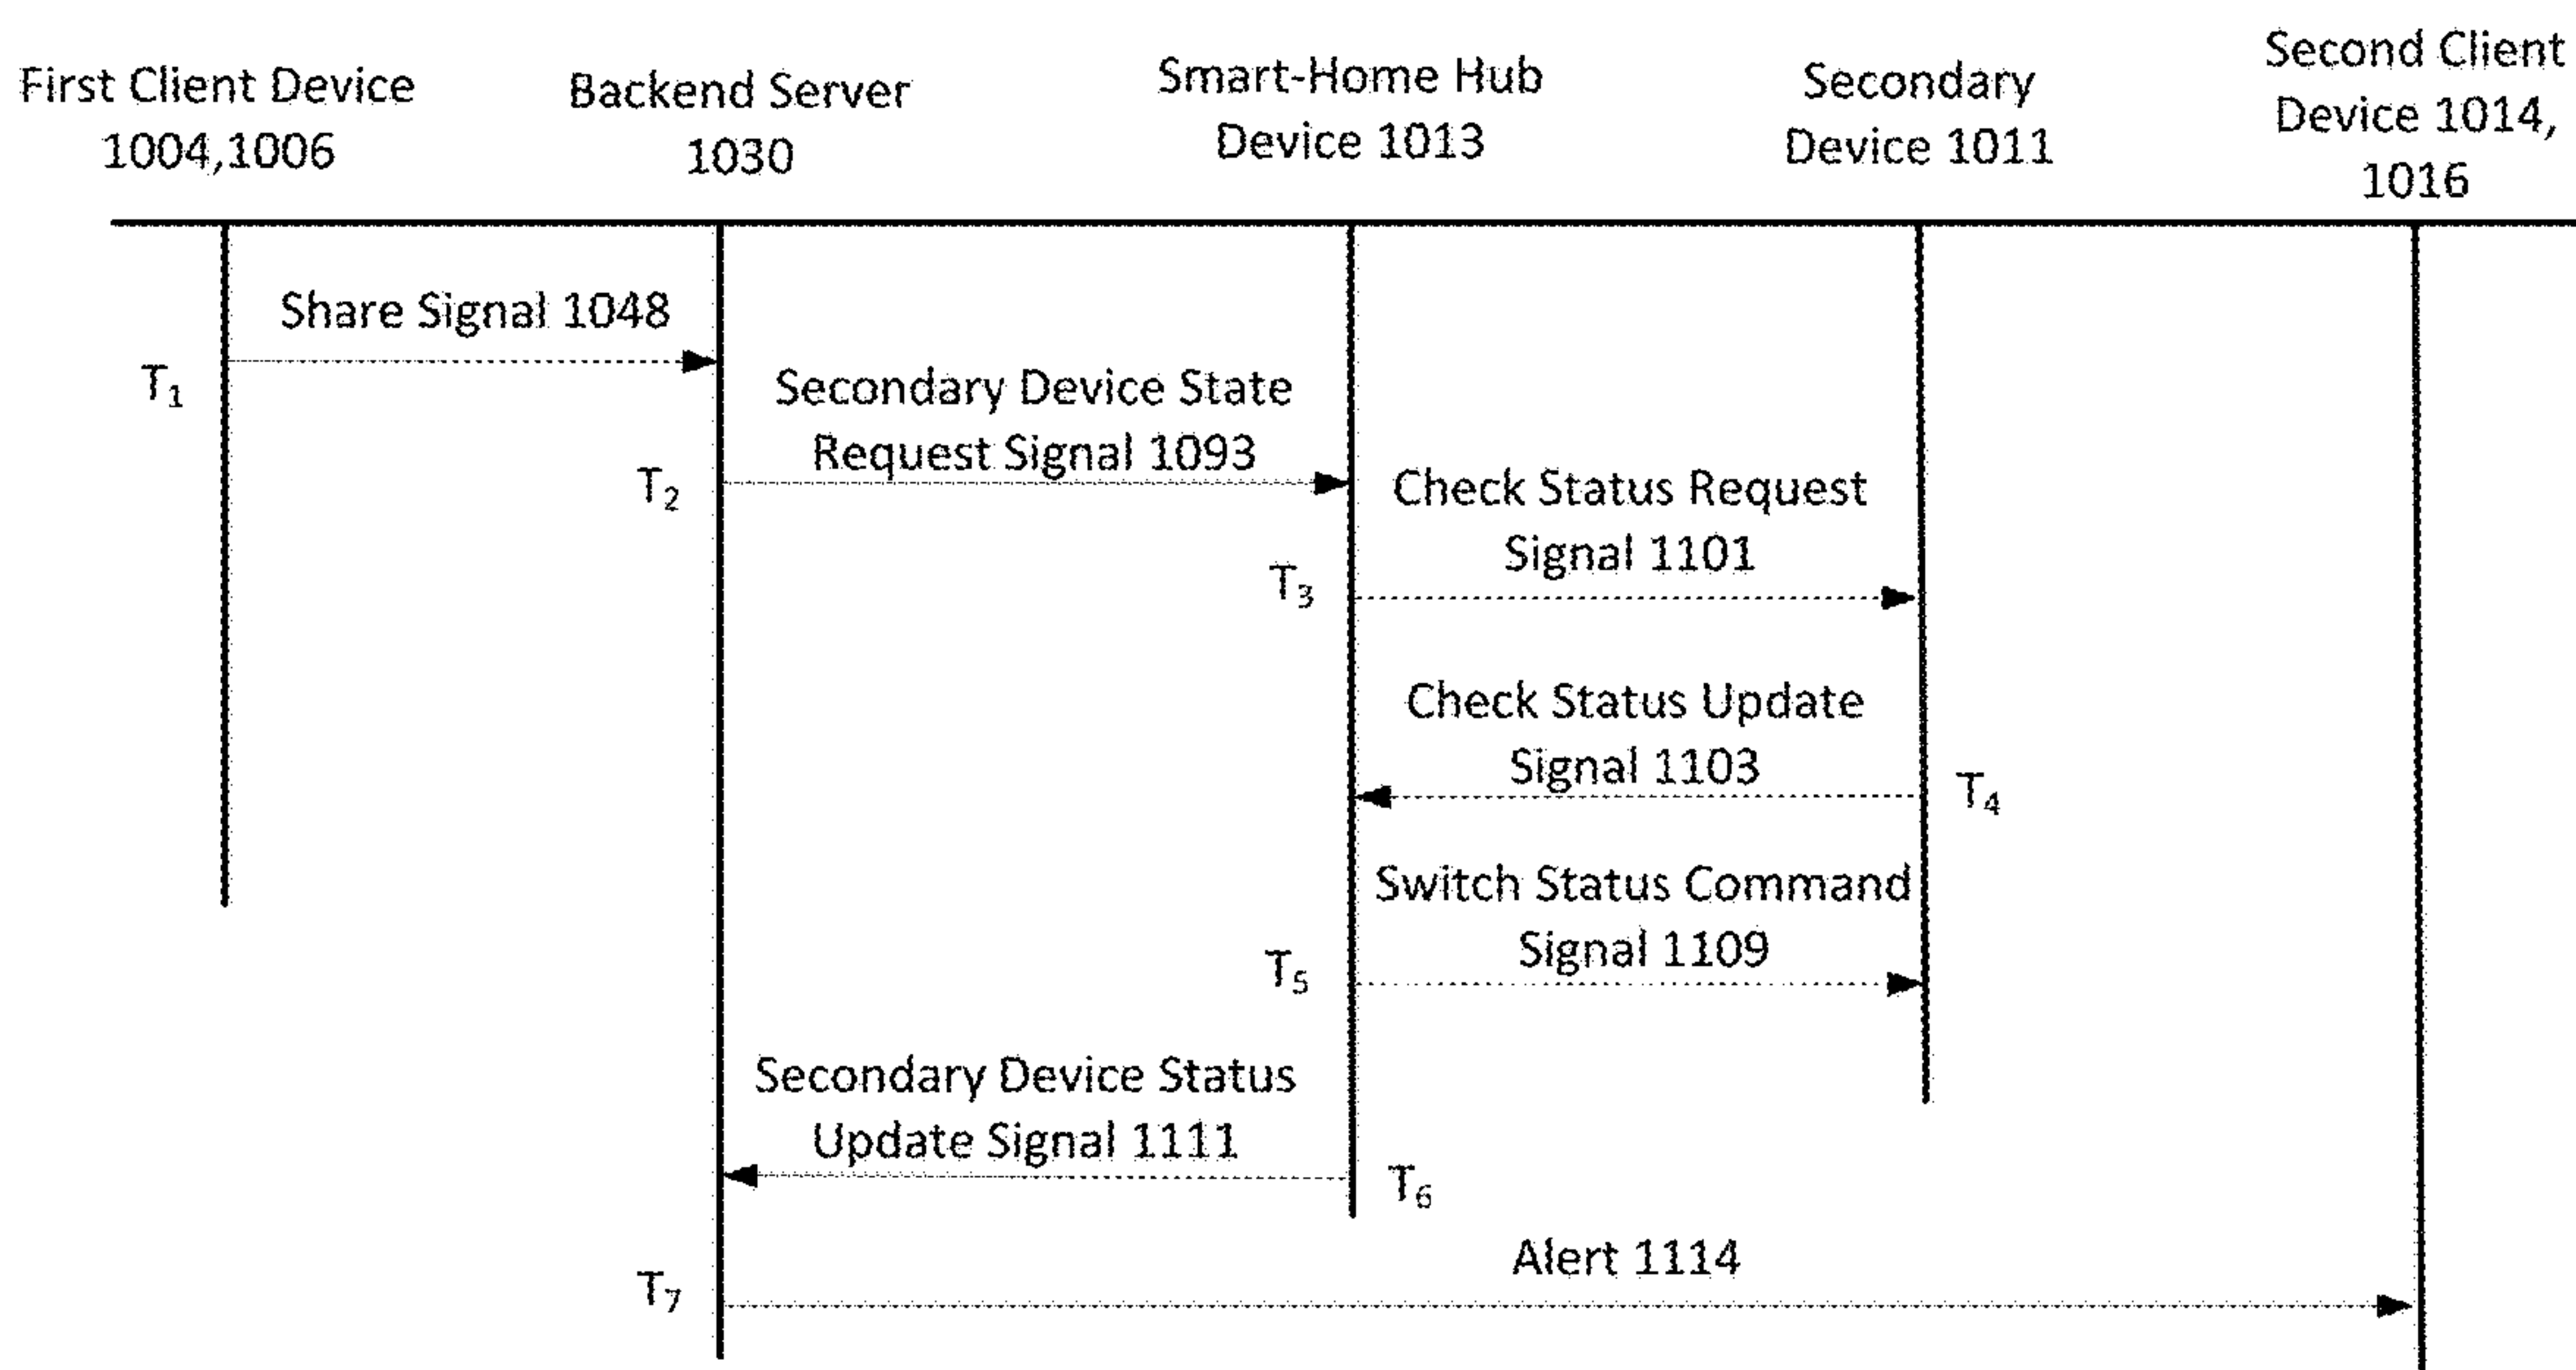 First Client Device
1004,1006
Backend Server
1030
Smart-Home Hub
Device 1013
Secondary
Device 1011
Second Client
Device 1014,
1016
Share Signal 1048
T₁
Secondary Device State
Request Signal 1093
T₂
Check Status Request
Signal 1101
T₃
Check Status Update
Signal 1103
T₄
Switch Status Command
Signal 1109
T₅
Secondary Device Status
Update Signal 1111
T₆
Alert 1114
T₇